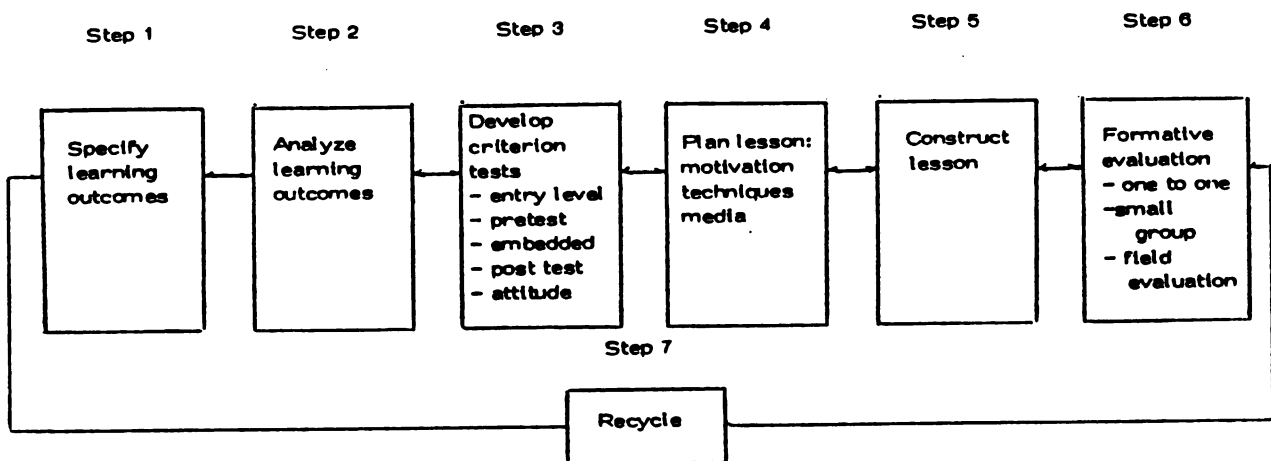 Step 1
Step 2
Step 3
Step 4
Step 5
Step 6
Specify
learning
outcomes
Analyze
learning
outcomes
Develop
criterion
tests
- entry level
- pretest
- embedded
- post test
- attitude
Plan lesson:
motivation
techniques
media
Construct
lesson
Formative
evaluation
- one to one
-small
group
- field
evaluation
Step 7
Recycle